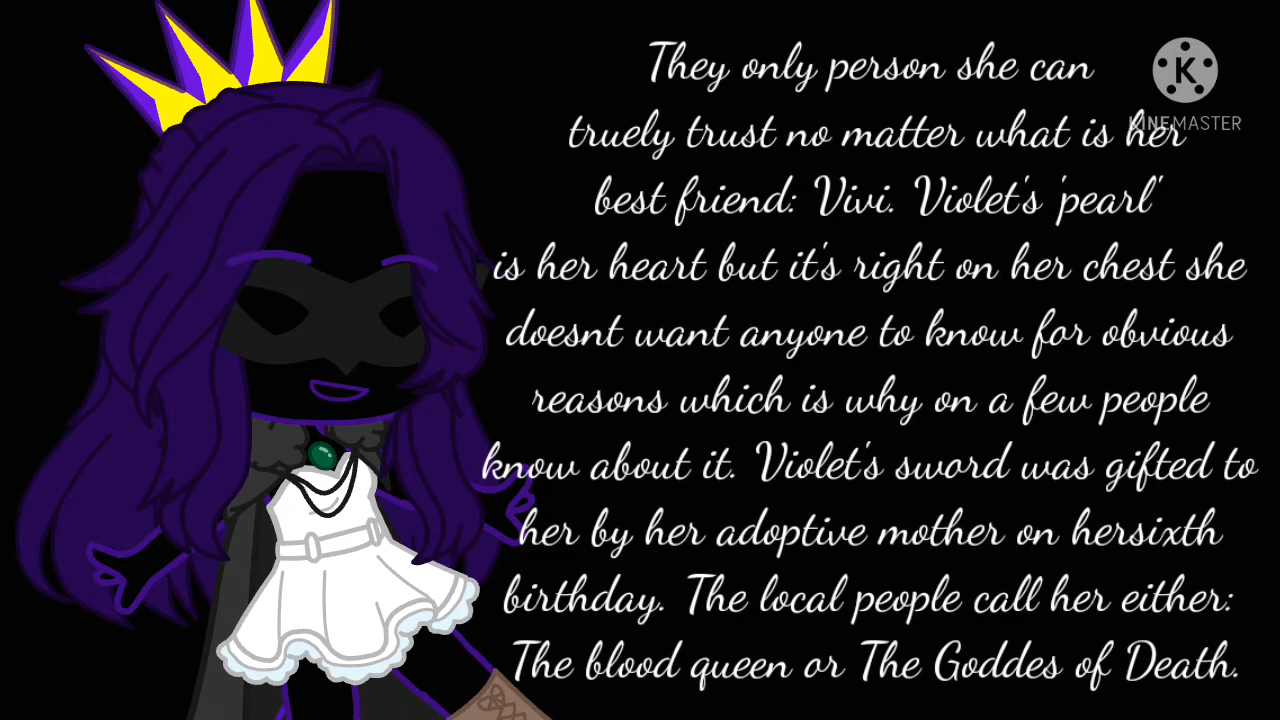 They only person she can
truely trust no matter what is her
best friend: Vivi. Violet's 'pearl'
is her heart but it's right on her chest she
doesnt want anyone to know for obvious
reasons which is why on a few people
know about it. Violet's sword was gifted to
her by her adoptive mother on hersixth
birthday. The local people call her either:
The blood queen or The Goddes of Death.
K
KINEMASTER